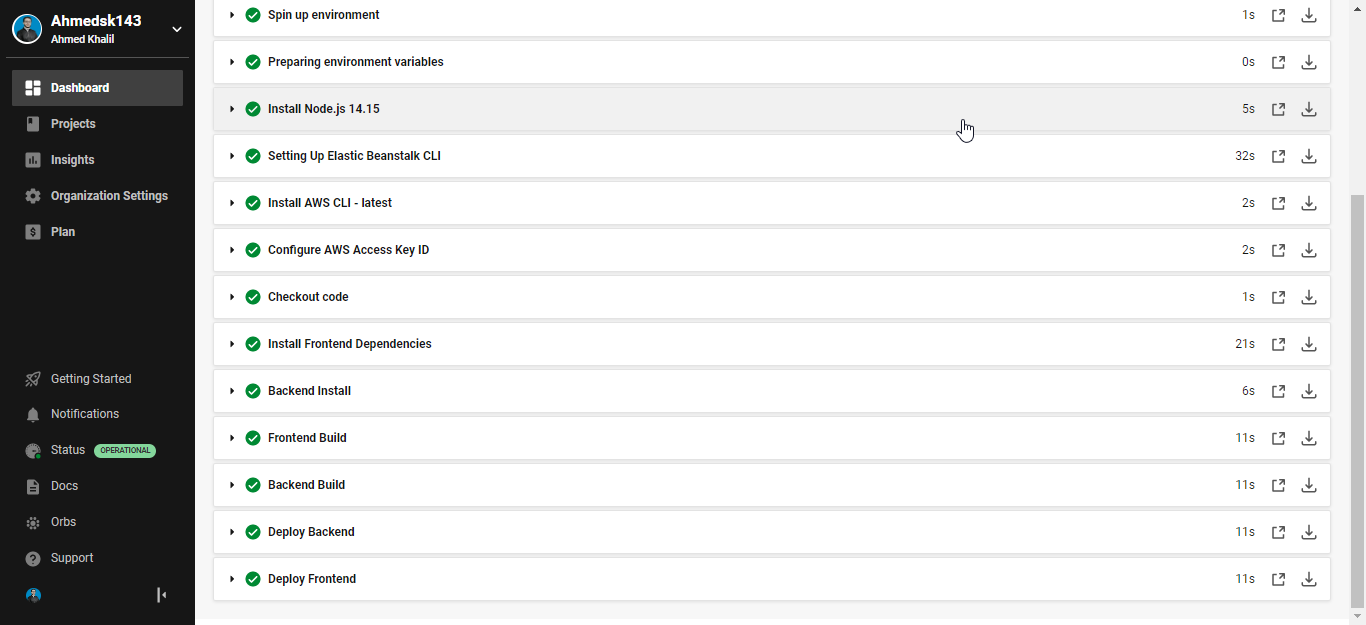 Ahmedsk143
Ahmed Khalil
Dashboard
Projects
Insights
Organization Settings
Plan
Getting Started
Notifications
Status OPERATIONAL
Docs
Orbs
Support
Spin up environment 1s
Preparing environment variables 0s
Install Node.js 14.15 5s
Setting Up Elastic Beanstalk CLI 32s
Install AWS CLI - latest 2s
Configure AWS Access Key ID 2s
Checkout code 1s
Install Frontend Dependencies 21s
Backend Install 6s
Frontend Build 11s
Backend Build 11s
Deploy Backend 11s
Deploy Frontend 11s